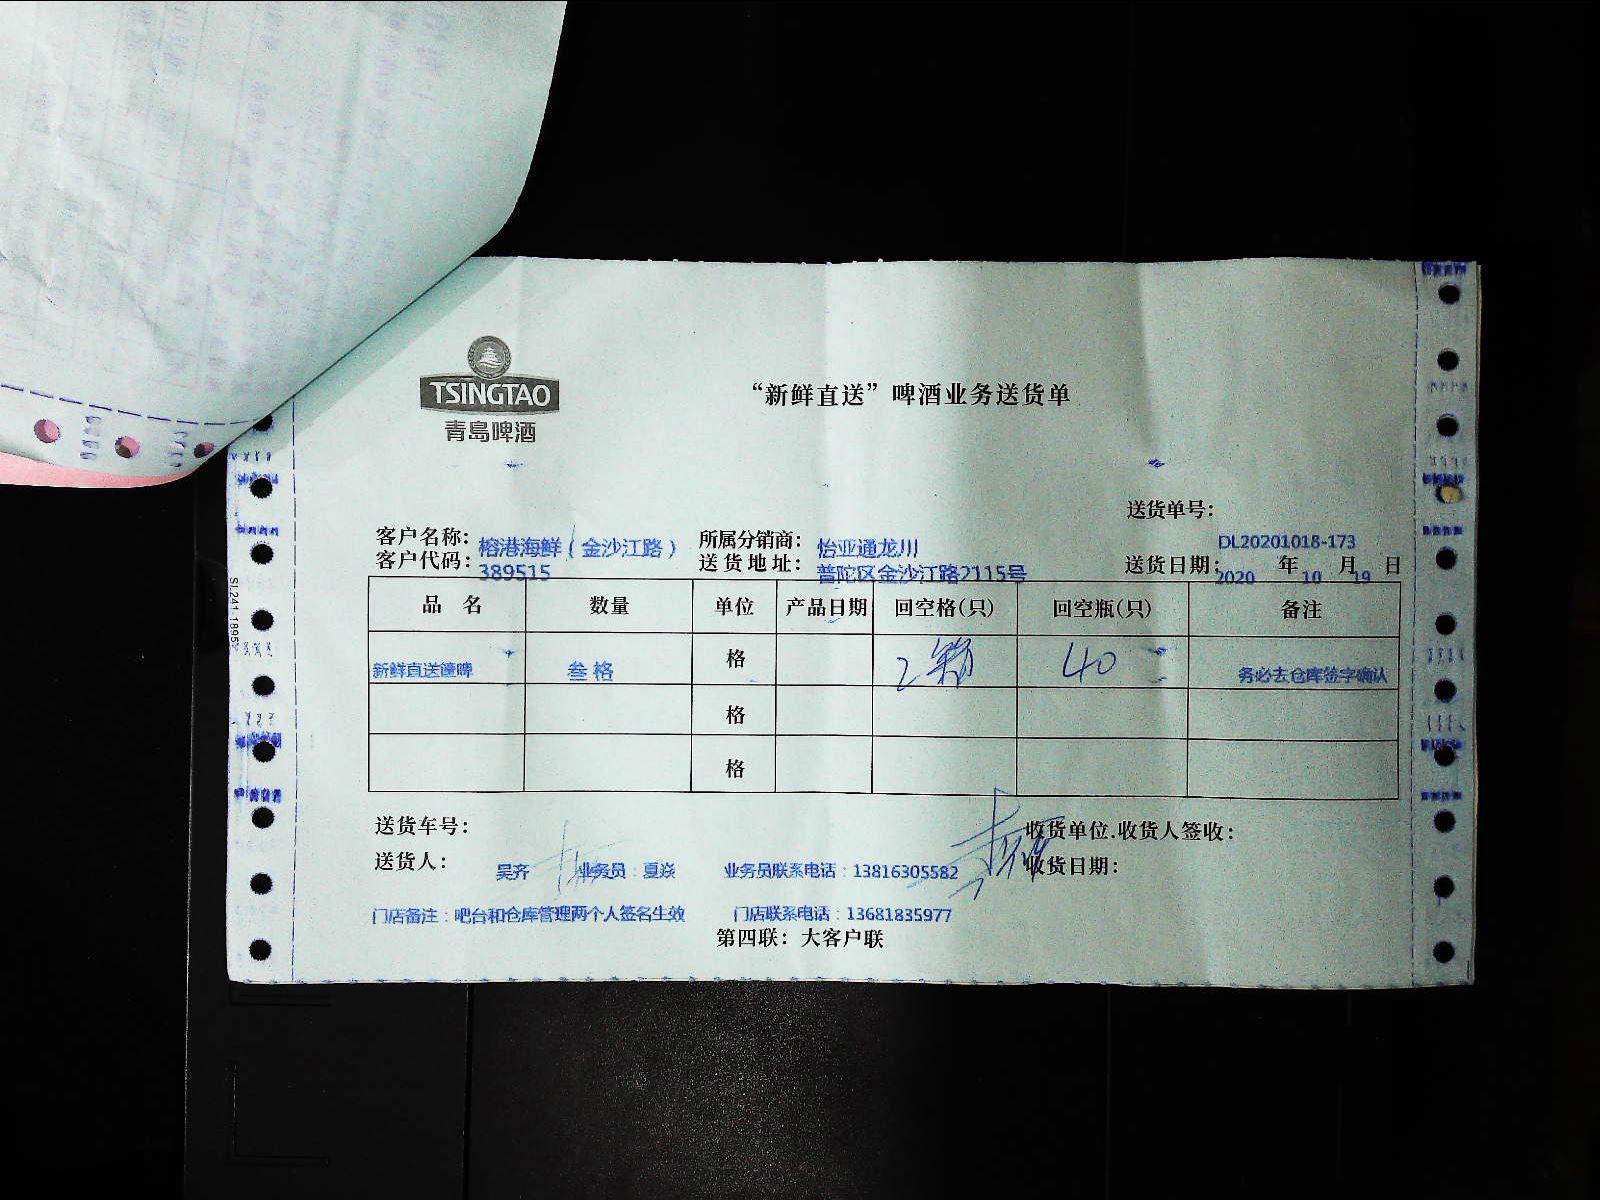 TSINGTAO
青島啤酒
“新鲜直送”啤酒业务送货单
送货单号：
DL20201018-173
客户名称：榕港海鲜（金沙江路） 所属分销商：怡亚通龙川
客户代码：389515 送货地址：普陀区金沙江路2115号 送货日期：2020 年 10 月 19 日
品 名 数量 单位 产品日期 回空格(只) 回空瓶(只) 备注
新鲜直送箽啤 叁格 格 2箱 40 务必去仓库签字确认
格
格
送货车号： 收货单位.收货人签收：
送货人： 吴齐 业务员：夏焱 业务员联系电话：13816305582 收货日期：
门店备注：吧台和仓库管理两个人签名生效 门店联系电话：13681835977
第四联：大客户联